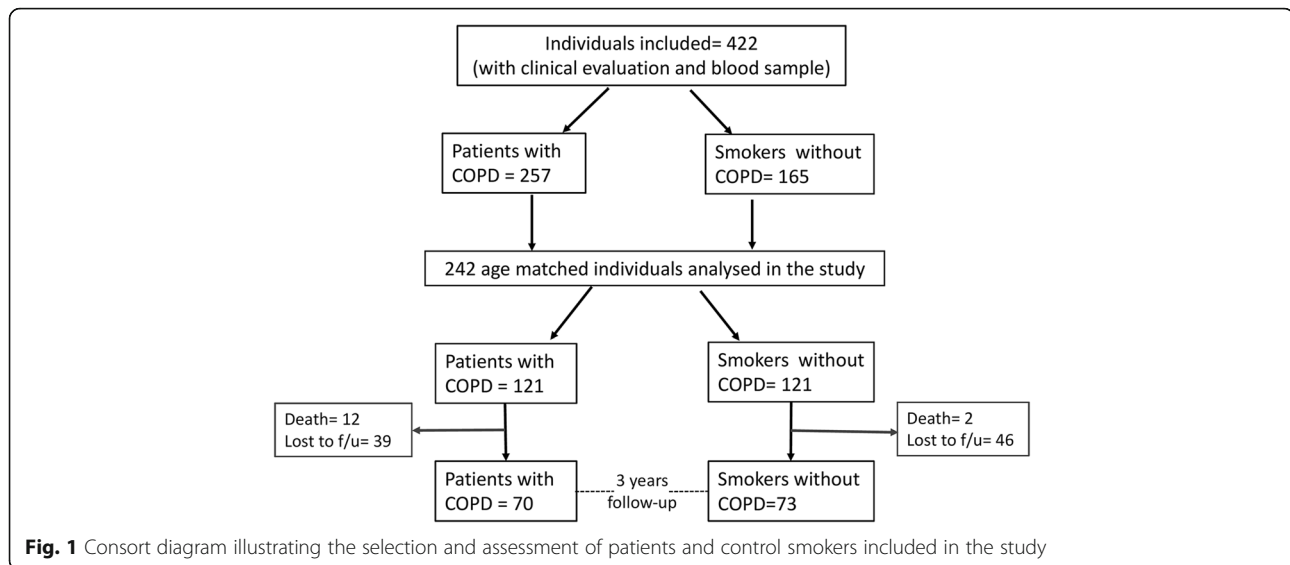 Individuals included= 422
(with clinical evaluation and blood sample)
Patients with
COPD = 257
Smokers without
COPD= 165
242 age matched individuals analysed in the study
Patients with
COPD = 121
Smokers without
COPD= 121
Death= 12
Lost to f/u= 39
Death= 2
Lost to f/u= 46
Patients with
COPD = 70
3 years
follow-up
Smokers without
COPD=73
Fig. 1 Consort diagram illustrating the selection and assessment of patients and control smokers included in the study